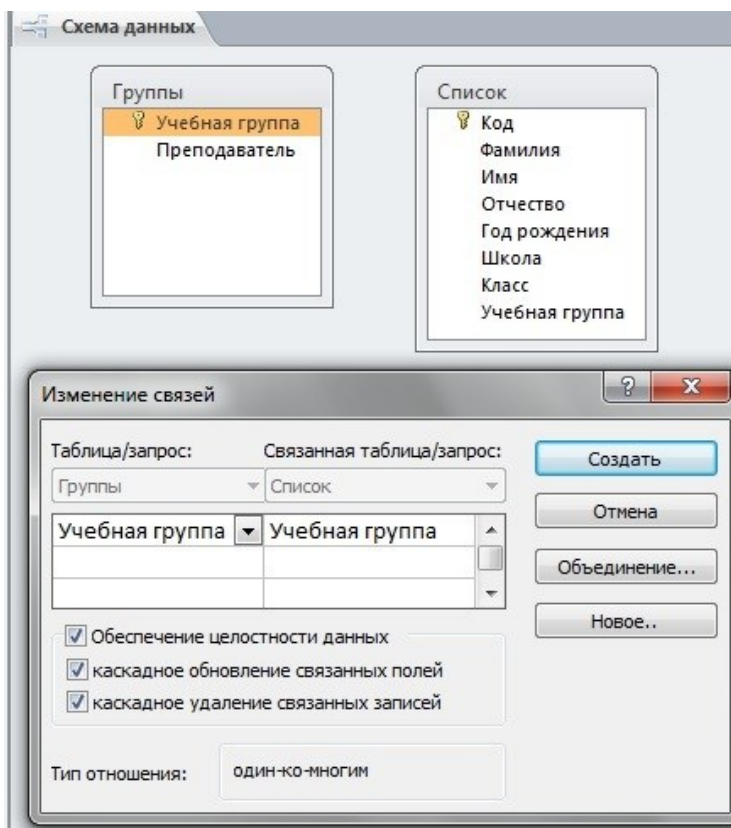 Схема данных
Группы
Учебная группа
Преподаватель
Список
Код
Фамилия
Имя
Отчество
Год рождения
Школа
Класс
Учебная группа
Изменение связей
Таблица/запрос: Связанная таблица/запрос:
Группы Список
Учебная группа Учебная группа
Создать
Отмена
Объединение...
Новое..
Обеспечение целостности данных
каскадное обновление связанных полей
каскадное удаление связанных записей
Тип отношения: один-ко-многим